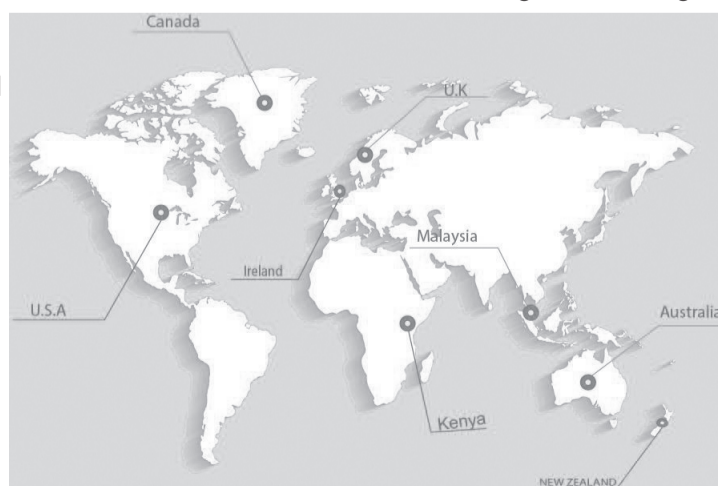 Canada
U.K
Malaysia
Ireland
U.S.A
Australia
Kenya
NEW ZEALAND